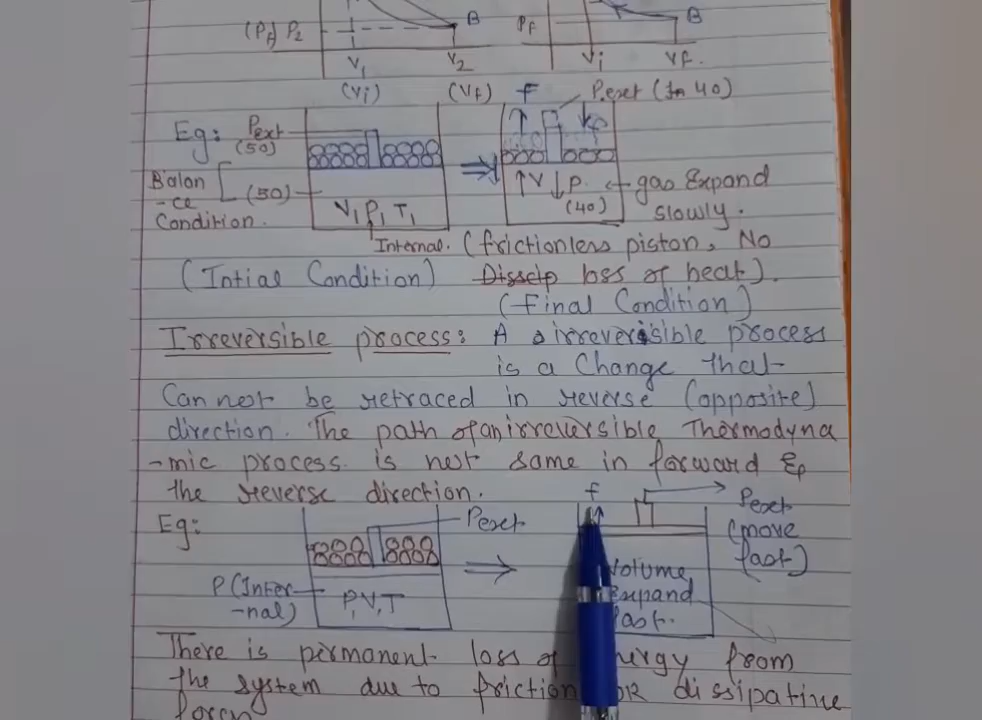 (Pf) P2 B Pf B
V1 V2 Vi Vf.
(Vi) (Vf) f Pext (In 40)
Eg: Pext
(50)
Balan
-ce
Condition. (50)
V1 P1 T1
Internal.
↑V ↓P. gas Expand
(40) slowly.
(frictionless piston, No
(Intial Condition) loss of heat).
(Final Condition)
Irreversible process: A irreversible process
is a Change that
Can not be retraced in reverse (opposite)
direction. The path of an irreversible Thermodyna
-mic process is not same in forward &
the reverse direction.
Eg: Pext f Pext
(move
fast)
P(Inter
-nal) P,V,T
Volume
Expand
fast.
There is permanent loss of energy from
the system due to friction OR dissipative